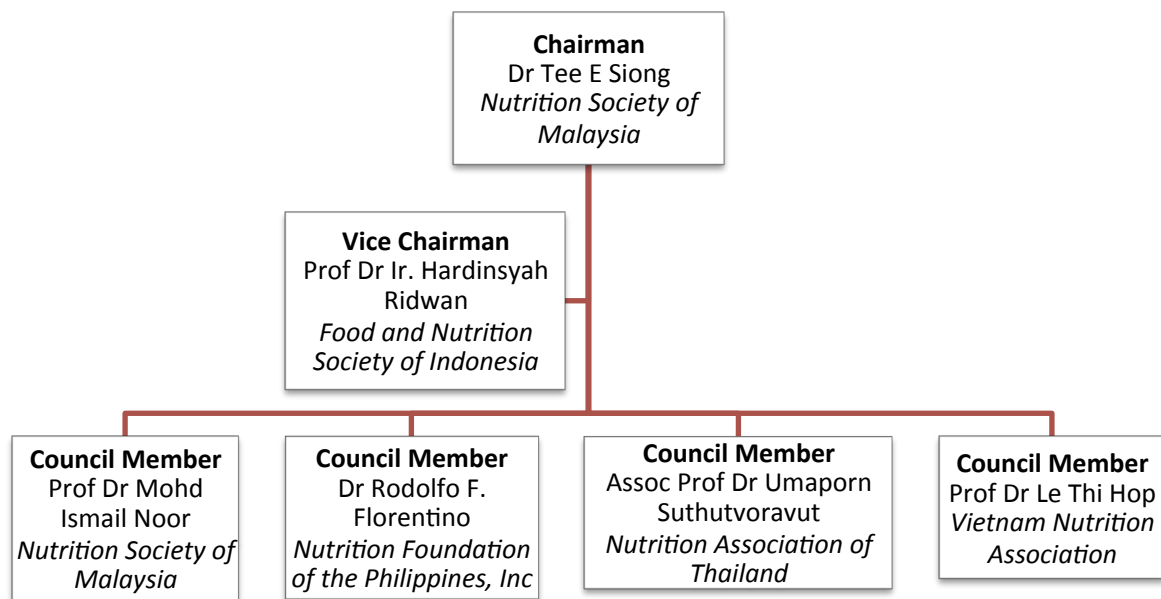 Chairman
Dr Tee E Siong
Nutrition Society of
Malaysia
Vice Chairman
Prof Dr Ir. Hardinsyah
Ridwan
Food and Nutrition
Society of Indonesia
Council Member
Prof Dr Mohd
Ismail Noor
Nutrition Society of
Malaysia
Council Member
Dr Rodolfo F.
Florentino
Nutrition Foundation
of the Philippines, Inc
Council Member
Assoc Prof Dr Umaporn
Suthutvoravut
Nutrition Association of
Thailand
Council Member
Prof Dr Le Thi Hop
Vietnam Nutrition
Association